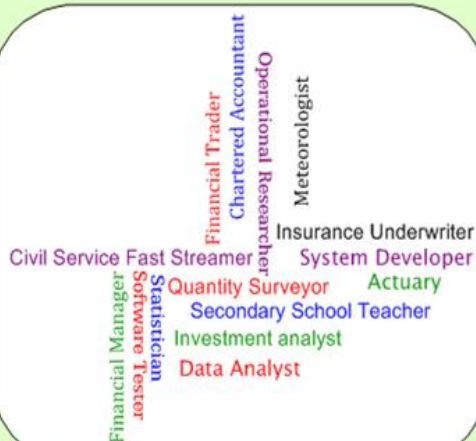 Financial Trader
Chartered Accountant
Operational Researcher
Meteorologist
Insurance Underwriter
Civil Service Fast Streamer
System Developer
Financial Manager
Software Tester
Statistician
Quantity Surveyor
Actuary
Secondary School Teacher
Investment analyst
Data Analyst